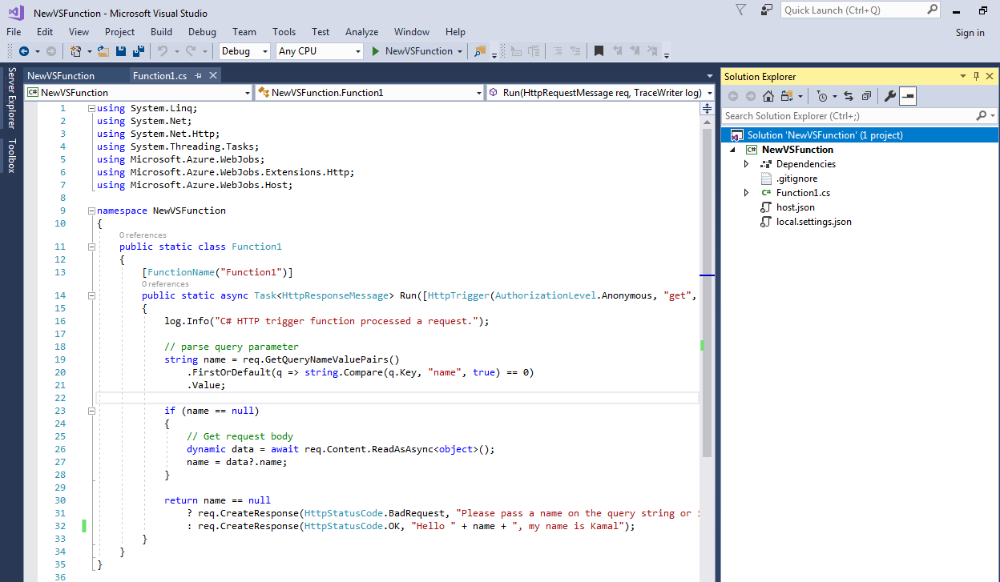 NewVSFunction - Microsoft Visual Studio
Quick Launch (Ctrl+Q)
File Edit View Project Build Debug Team Tools Test Analyze Window Help
Sign in
Debug Any CPU NewVSFunction
Server Explorer
Toolbox
NewVSFunction Function1.cs
C# NewVSFunction NewVSFunction.Function1 Run(HttpRequestMessage req, TraceWriter log)
1 using System.Linq;
2 using System.Net;
3 using System.Net.Http;
4 using System.Threading.Tasks;
5 using Microsoft.Azure.WebJobs;
6 using Microsoft.Azure.WebJobs.Extensions.Http;
7 using Microsoft.Azure.WebJobs.Host;
8
9 namespace NewVSFunction
10 {
0 references
11 public static class Function1
12 {
13 [FunctionName("Function1")]
0 references
14 public static async Task<HttpResponseMessage> Run([HttpTrigger(AuthorizationLevel.Anonymous, "get",
15 {
16 log.Info("C# HTTP trigger function processed a request.");
17
18 // parse query parameter
19 string name = req.GetQueryNameValuePairs()
20 .FirstOrDefault(q => string.Compare(q.Key, "name", true) == 0)
21 .Value;
22
23 if (name == null)
24 {
25 // Get request body
26 dynamic data = await req.Content.ReadAsAsync<object>();
27 name = data?.name;
28 }
29
30 return name == null
31 ? req.CreateResponse(HttpStatusCode.BadRequest, "Please pass a name on the query string or
32 : req.CreateResponse(HttpStatusCode.OK, "Hello " + name + ", my name is Kamal");
33 }
34 }
35 }
36
Solution Explorer
Search Solution Explorer (Ctrl+;)
Solution 'NewVSFunction' (1 project)
C# NewVSFunction
Dependencies
.gitignore
C# Function1.cs
host.json
local.settings.json